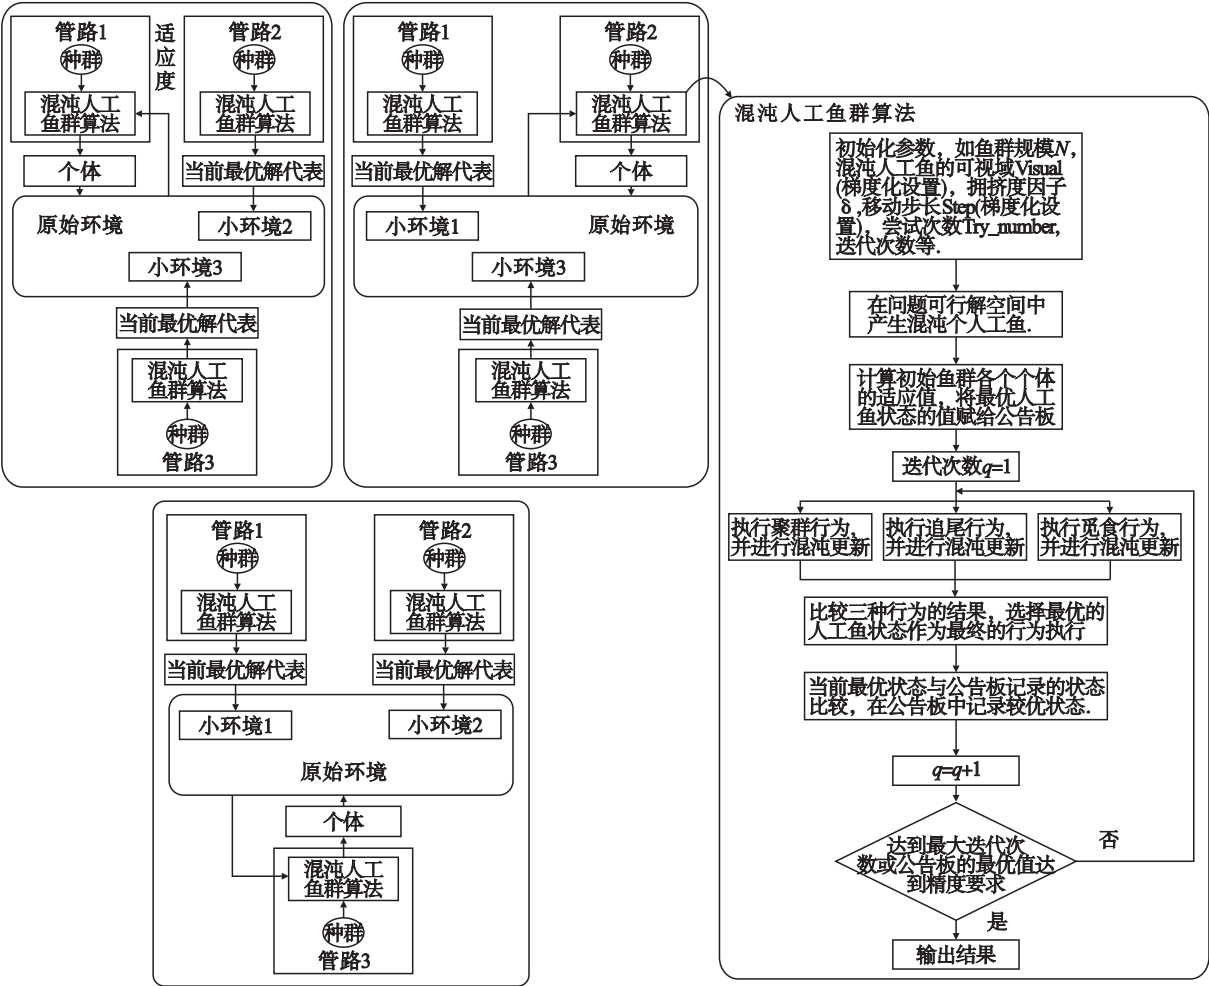 管路1
种群
混沌人工
鱼群算法
个体
适
应
度
管路2
种群
混沌人工
鱼群算法
当前最优解代表
原始环境
小环境2
小环境3
当前最优解代表
混沌人工
鱼群算法
种群
管路3
管路1
种群
混沌人工
鱼群算法
当前最优解代表
管路2
种群
混沌人工
鱼群算法
个体
小环境1
原始环境
小环境3
当前最优解代表
混沌人工
鱼群算法
种群
管路3
管路1
种群
混沌人工
鱼群算法
当前最优解代表
管路2
种群
混沌人工
鱼群算法
当前最优解代表
小环境1
小环境2
原始环境
个体
混沌人工
鱼群算法
种群
管路3
混沌人工鱼群算法
初始化参数，如鱼群规模N，
混沌人工鱼的可视域Visual
(梯度化设置)，拥挤度因子
δ,移动步长Step(梯度化设
置)，尝试次数Try_number,
迭代次数等.
在问题可行解空间中
产生混沌个人工鱼.
计算初始鱼群各个个体
的适应值，将最优人工
鱼状态的值赋给公告板
迭代次数q=1
执行聚群行为，
并进行混沌更新
执行追尾行为，
并进行混沌更新
执行觅食行为，
并进行混沌更新
比较三种行为的结果，选择最优的
人工鱼状态作为最终的行为执行
当前最优状态与公告板记录的状态
比较，在公告板中记录较优状态.
q=q+1
达到最大迭代次
数或公告板的最优值达
到精度要求
否
是
输出结果